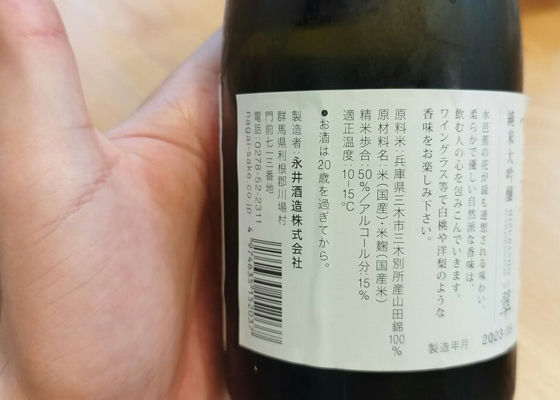 純米大吟醸
翠
水芭蕉の花が最も連想される味わい、
柔らかで優しい自然派な香味は、
飲む人の心を包みこんでいきます。
ワイングラス等で白桃や洋梨のような
香味をお楽しみ下さい。
原料米：兵庫県三木市三木別所産山田錦100%
原材料名：米(国産)・米麹(国産米)
精米歩合：50%／アルコール分：15%
適正温度：10–15℃
●お酒は20歳を過ぎてから。
製造者：永井酒造株式会社
群馬県利根郡川場村
門前七一三番地
電話：0278-52-2311
nagai-sake.co.jp
製造年月